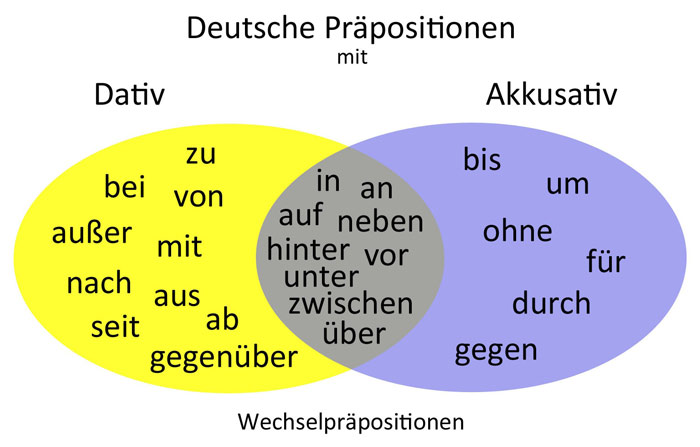 Deutsche Präpositionen
mit
Dativ
Akkusativ
zu
bei
von
außer
mit
nach
aus
seit
ab
gegenüber
in
an
auf
neben
hinter
vor
unter
zwischen
über
bis
um
ohne
für
durch
gegen
Wechselpräpositionen